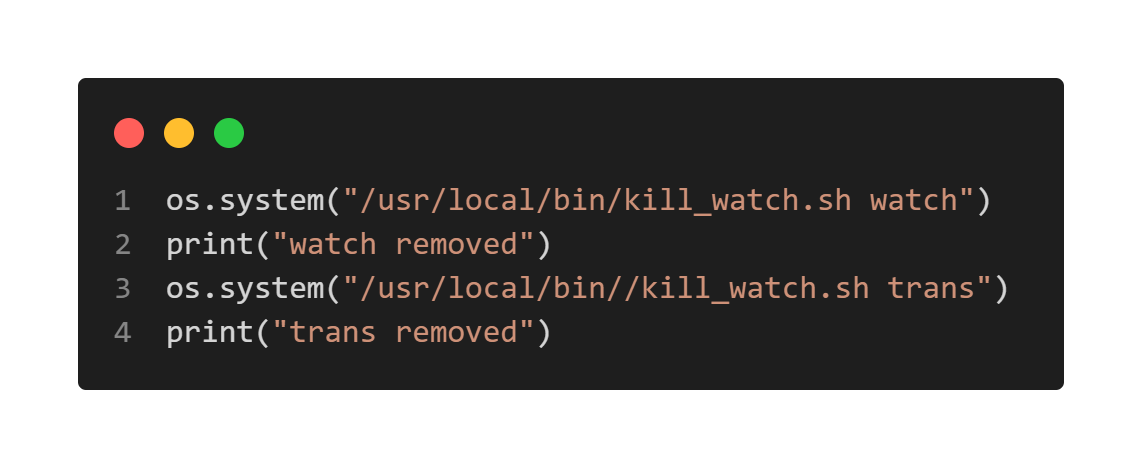 1 os.system("/usr/local/bin/kill_watch.sh watch")
2 print("watch removed")
3 os.system("/usr/local/bin//kill_watch.sh trans")
4 print("trans removed")